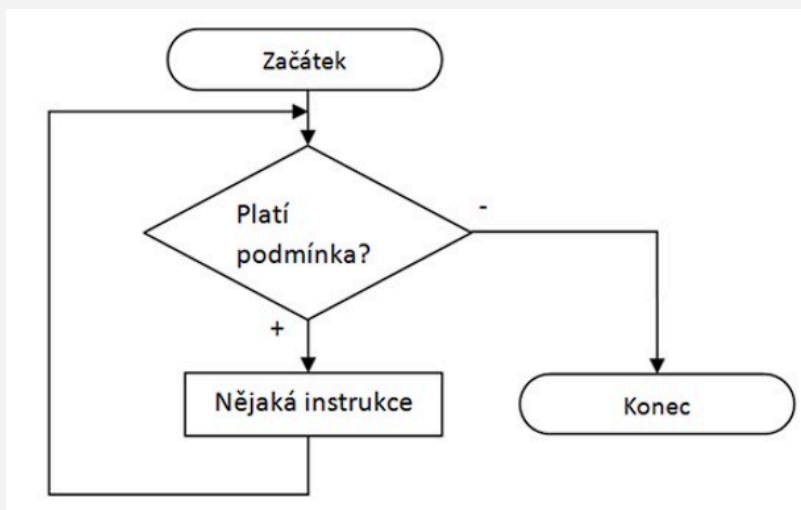 Začátek
Platí
podmínka?
-
+
Nějaká instrukce
Konec